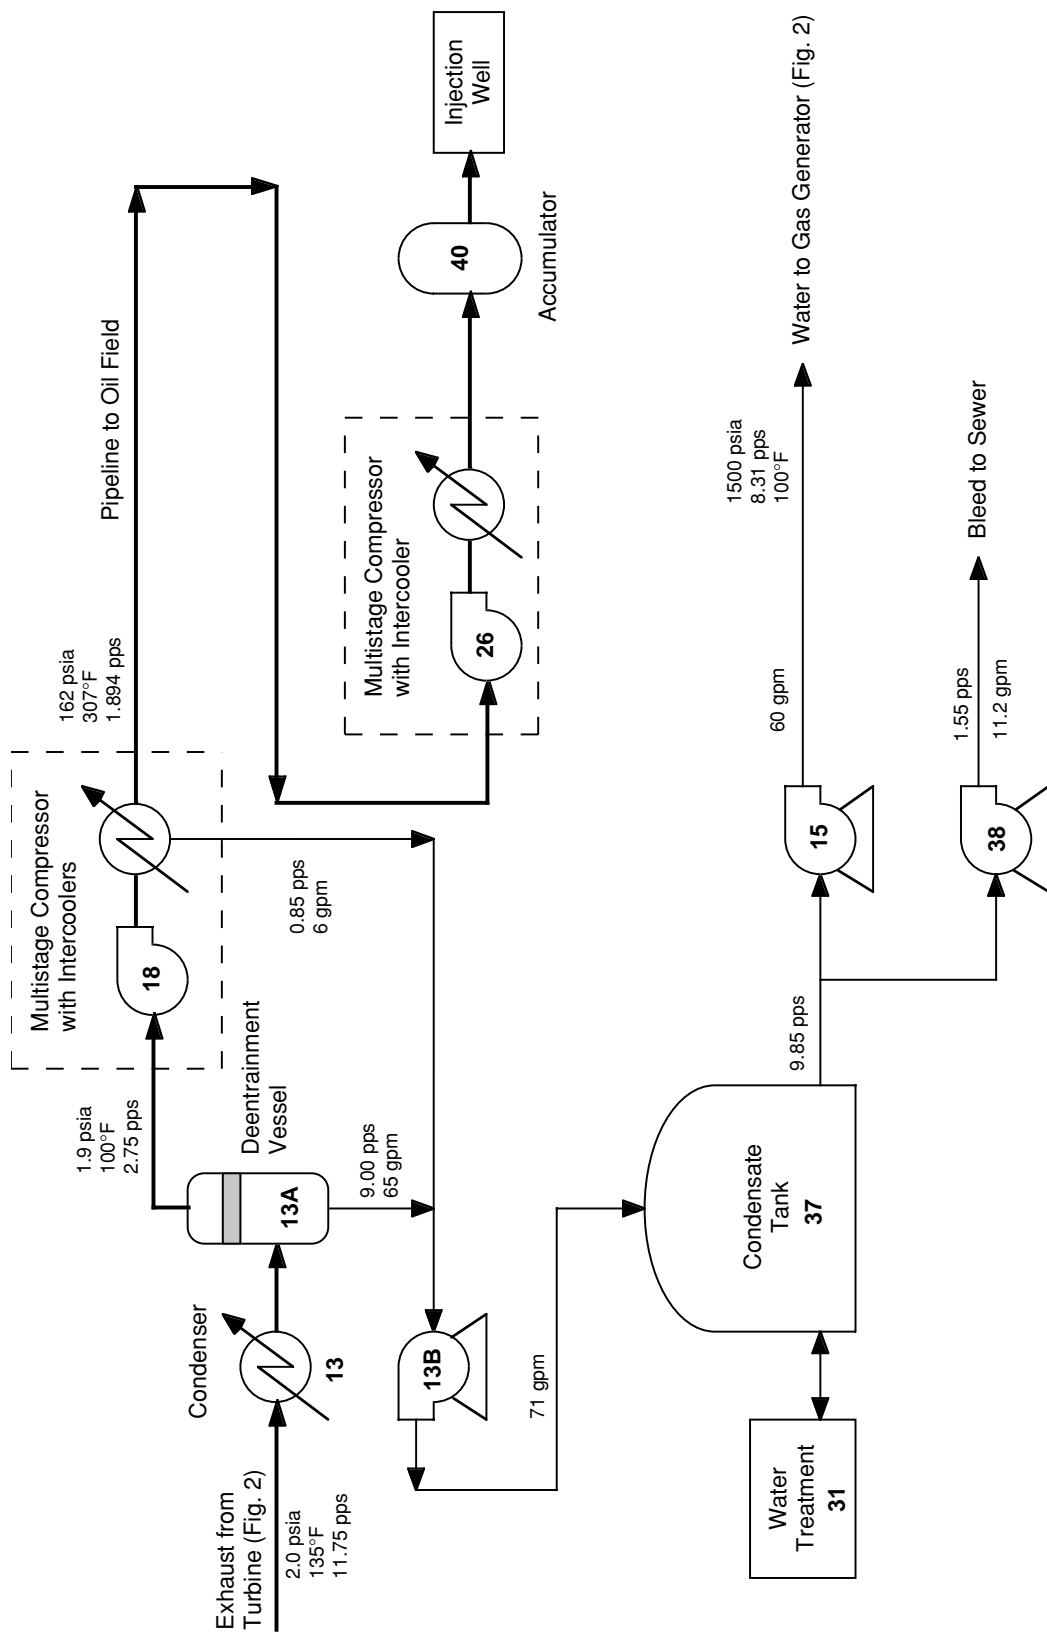 Exhaust from
Turbine (Fig. 2)
2.0 psia
135°F
11.75 pps
Condenser
13
13A
Deentrainment
Vessel
1.9 psia
100°F
2.75 pps
Multistage Compressor
with Intercoolers
18
162 psia
307°F
1.894 pps
Pipeline to Oil Field
0.85 pps
6 gpm
9.00 pps
65 gpm
Multistage Compressor
with Intercooler
26
40
Accumulator
Injection
Well
13B
71 gpm
Water
Treatment
31
Condensate
Tank
37
9.85 pps
15
60 gpm
1500 psia
8.31 pps
100°F
Water to Gas Generator (Fig. 2)
38
1.55 pps
11.2 gpm
Bleed to Sewer